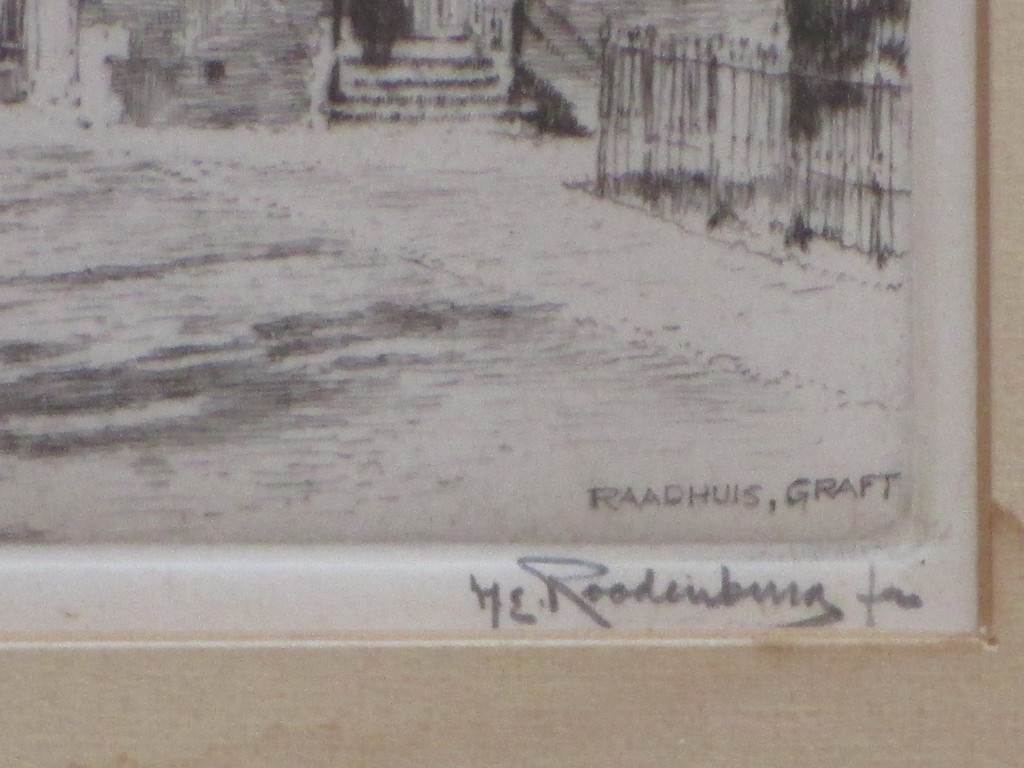 RAADHUIS, GRAFT
H.E. Roodenburg fec